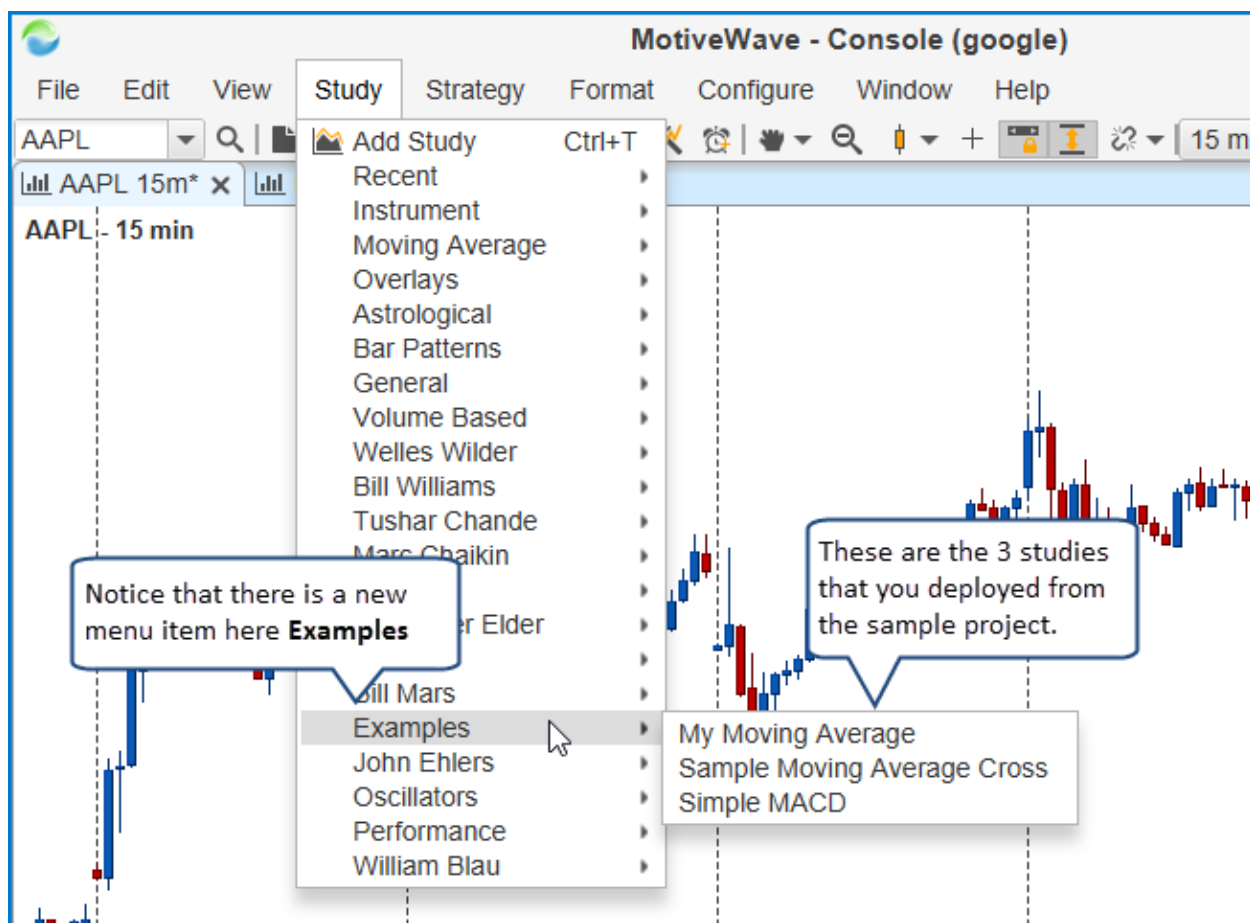 MotiveWave - Console (google)
File Edit View Study Strategy Format Configure Window Help
AAPL 15 m
AAPL 15m*
AAPL - 15 min
Add Study Ctrl+T
Recent
Instrument
Moving Average
Overlays
Astrological
Bar Patterns
General
Volume Based
Welles Wilder
Bill Williams
Tushar Chande
Marc Chaikin
er Elder
Bill Mars
Examples
John Ehlers
Oscillators
Performance
William Blau
Notice that there is a new
menu item here Examples
These are the 3 studies
that you deployed from
the sample project.
My Moving Average
Sample Moving Average Cross
Simple MACD